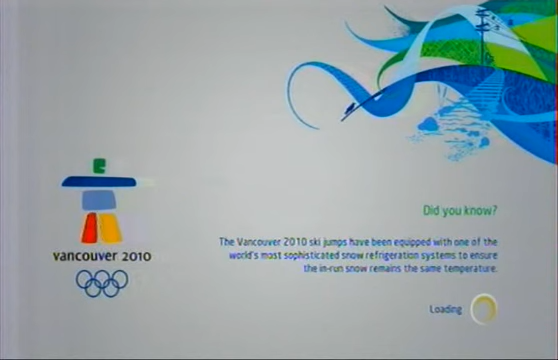 Did you know?
The Vancouver 2010 ski jumps have been equipped with one of the
world's most sophisticated snow refrigeration systems to ensure
the in-run snow remains the same temperature.
vancouver 2010
Loading